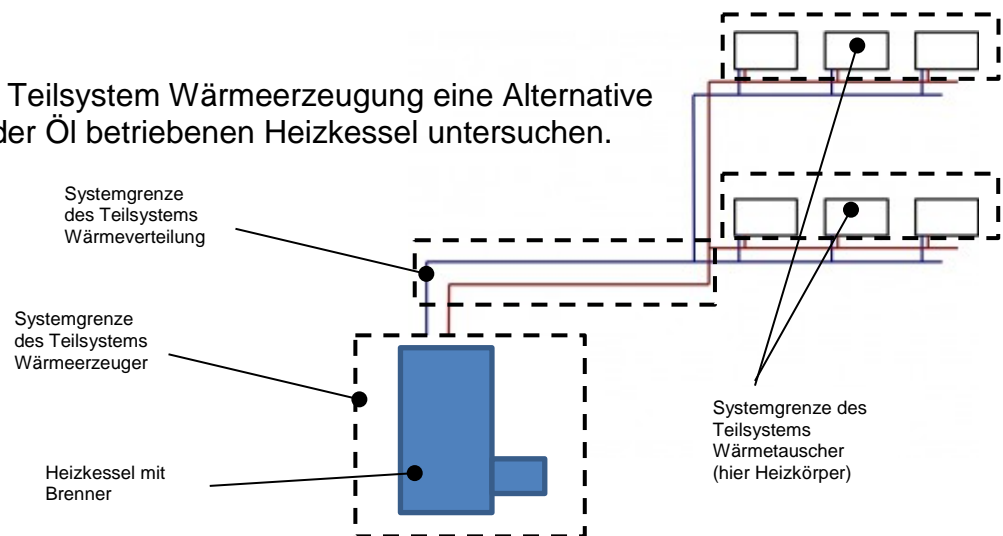 Teilsystem Wärmeerzeugung eine Alternative
der Öl betriebenen Heizkessel untersuchen.
Systemgrenze
des Teilsystems
Wärmeverteilung
Systemgrenze
des Teilsystems
Wärmeerzeuger
Heizkessel mit
Brenner
Systemgrenze des
Teilsystems
Wärmetauscher
(hier Heizkörper)